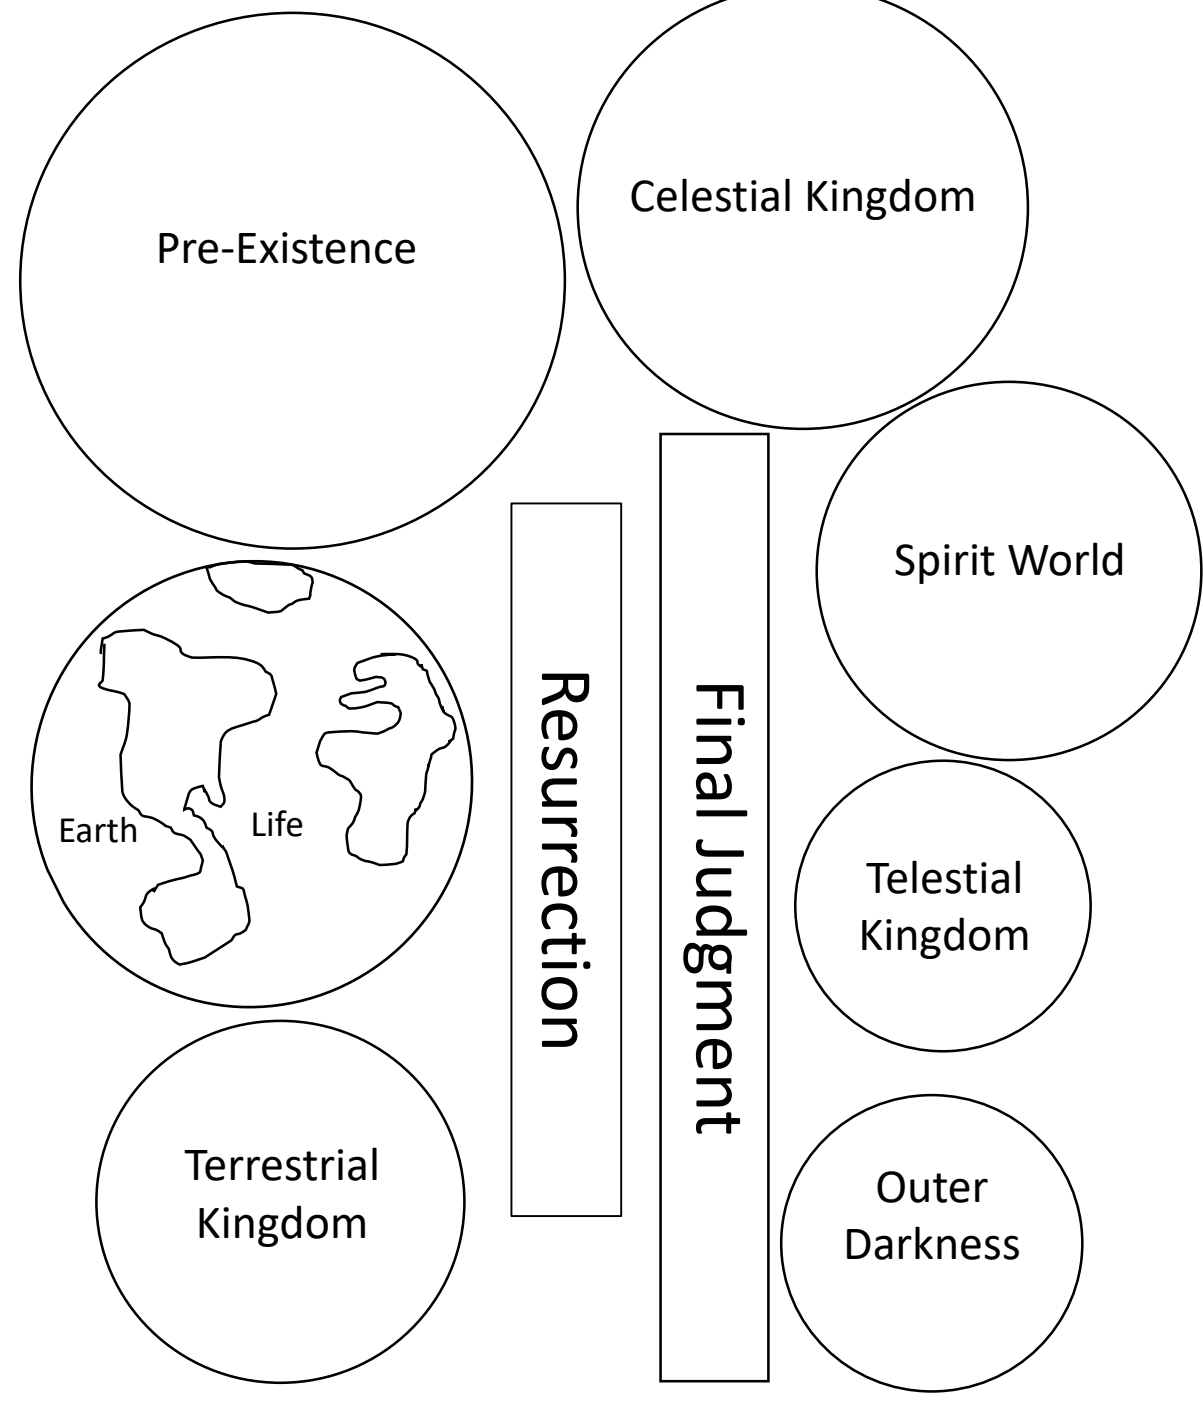 Pre-Existence
Celestial Kingdom
Spirit World
Resurrection
Final Judgment
Earth
Life
Telestial
Kingdom
Terrestrial
Kingdom
Outer
Darkness